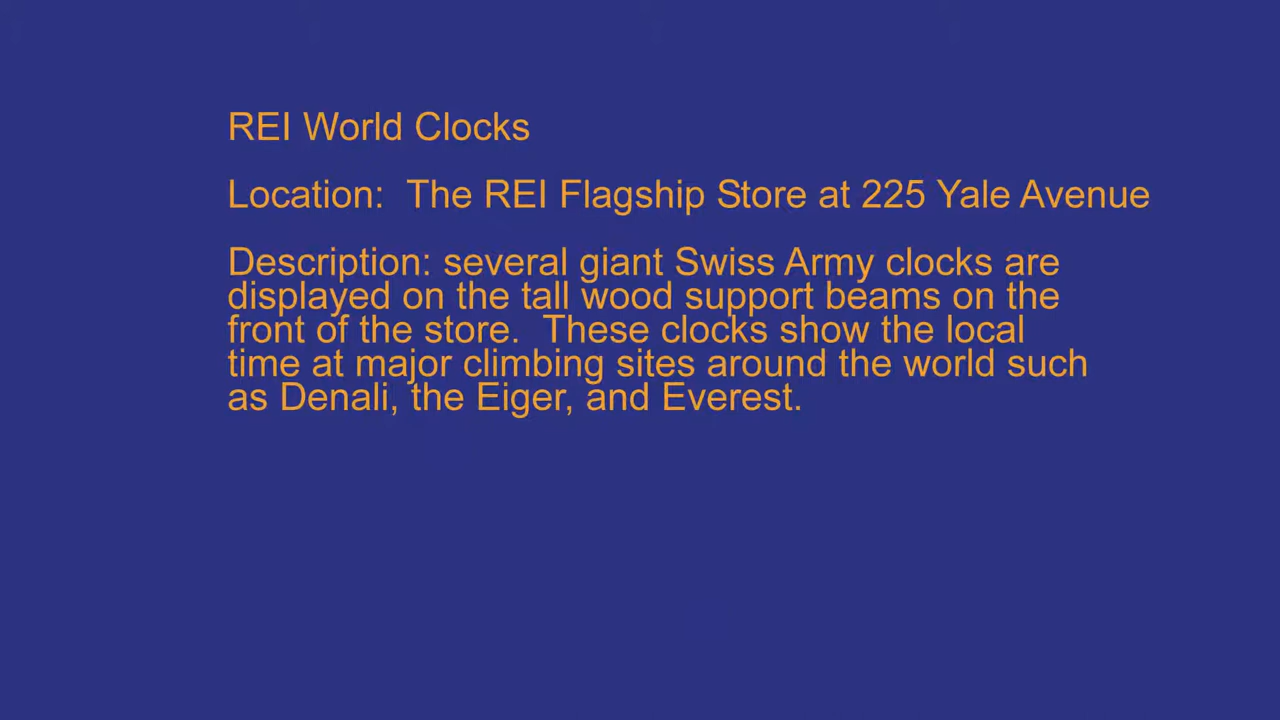 REI World Clocks
Location:  The REI Flagship Store at 225 Yale Avenue
Description: several giant Swiss Army clocks are
displayed on the tall wood support beams on the
front of the store.  These clocks show the local
time at major climbing sites around the world such
as Denali, the Eiger, and Everest.